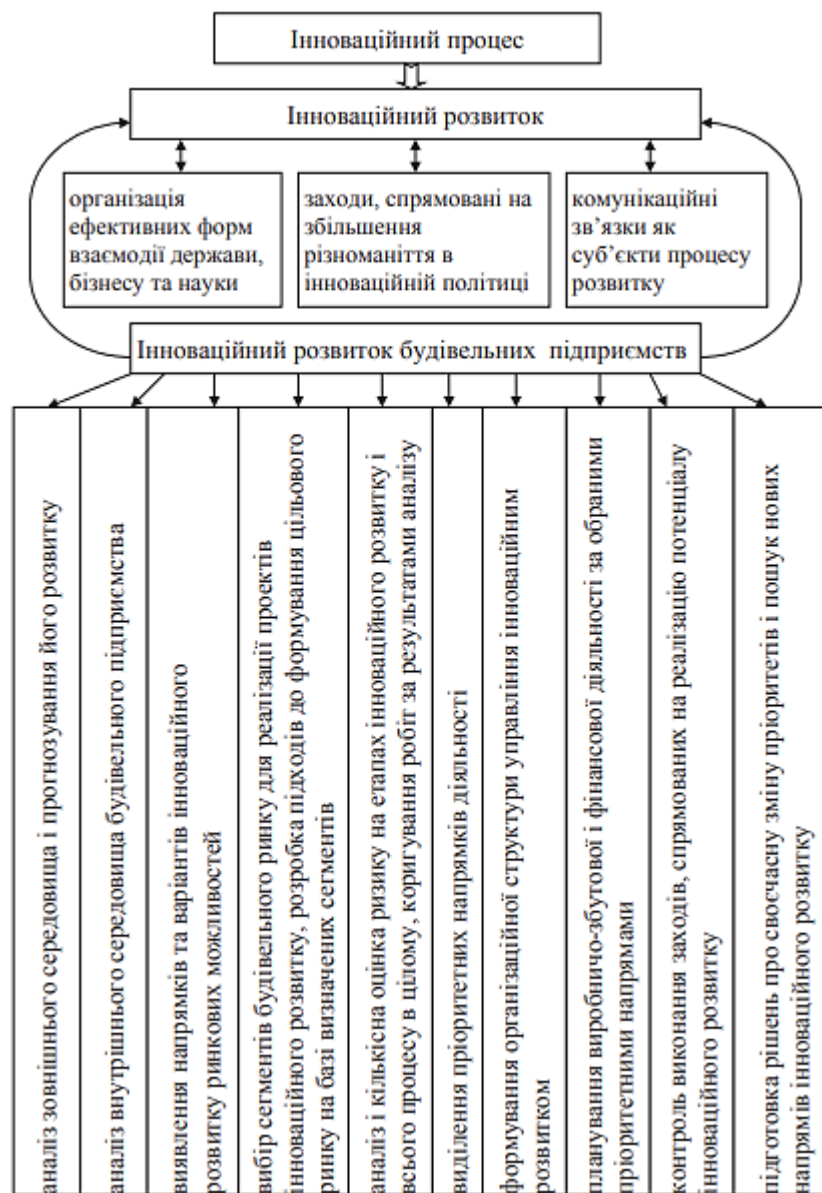 Інноваційний процес
Інноваційний розвиток
організація
ефективних форм
взаємодії держави,
бізнесу та науки
заходи, спрямовані на
збільшення
різноманіття в
інноваційній політиці
комунікаційні
зв’язки як
суб’єкти процесу
розвитку
Інноваційний розвиток будівельних підприємств
аналіз зовнішнього середовища і прогнозування його розвитку
аналіз внутрішнього середовища будівельного підприємства
виявлення напрямків та варіантів інноваційного
розвитку ринкових можливостей
вибір сегментів будівельного ринку для реалізації проектів
інноваційного розвитку, розробка підходів до формування цільового
ринку на базі визначених сегментів
аналіз і кількісна оцінка ризику на етапах інноваційного розвитку і
всього процесу в цілому, коригування робіт за результатами аналізу
виділення пріоритетних напрямків діяльності
формування організаційної структури управління інноваційним
розвитком
планування виробничо-збутової і фінансової діяльності за обраними
пріоритетними напрямами
контроль виконання заходів, спрямованих на реалізацію потенціалу
інноваційного розвитку
підготовка рішень про своєчасну зміну пріоритетів і пошук нових
напрямів інноваційного розвитку